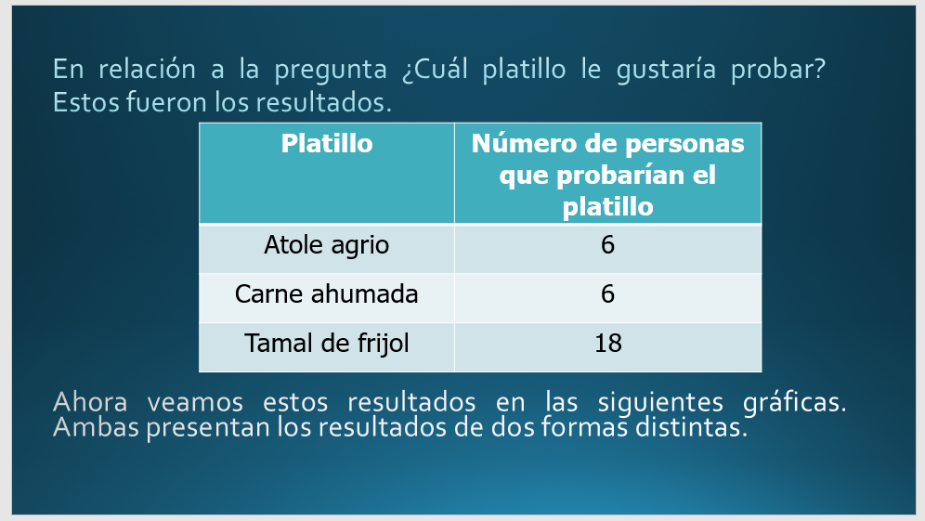 En relación a la pregunta ¿Cuál platillo le gustaría probar?
Estos fueron los resultados.
Platillo
Número de personas
que probarían el
platillo
Atole agrio 6
Carne ahumada 6
Tamal de frijol 18
Ahora veamos estos resultados en las siguientes gráficas.
Ambas presentan los resultados de dos formas distintas.